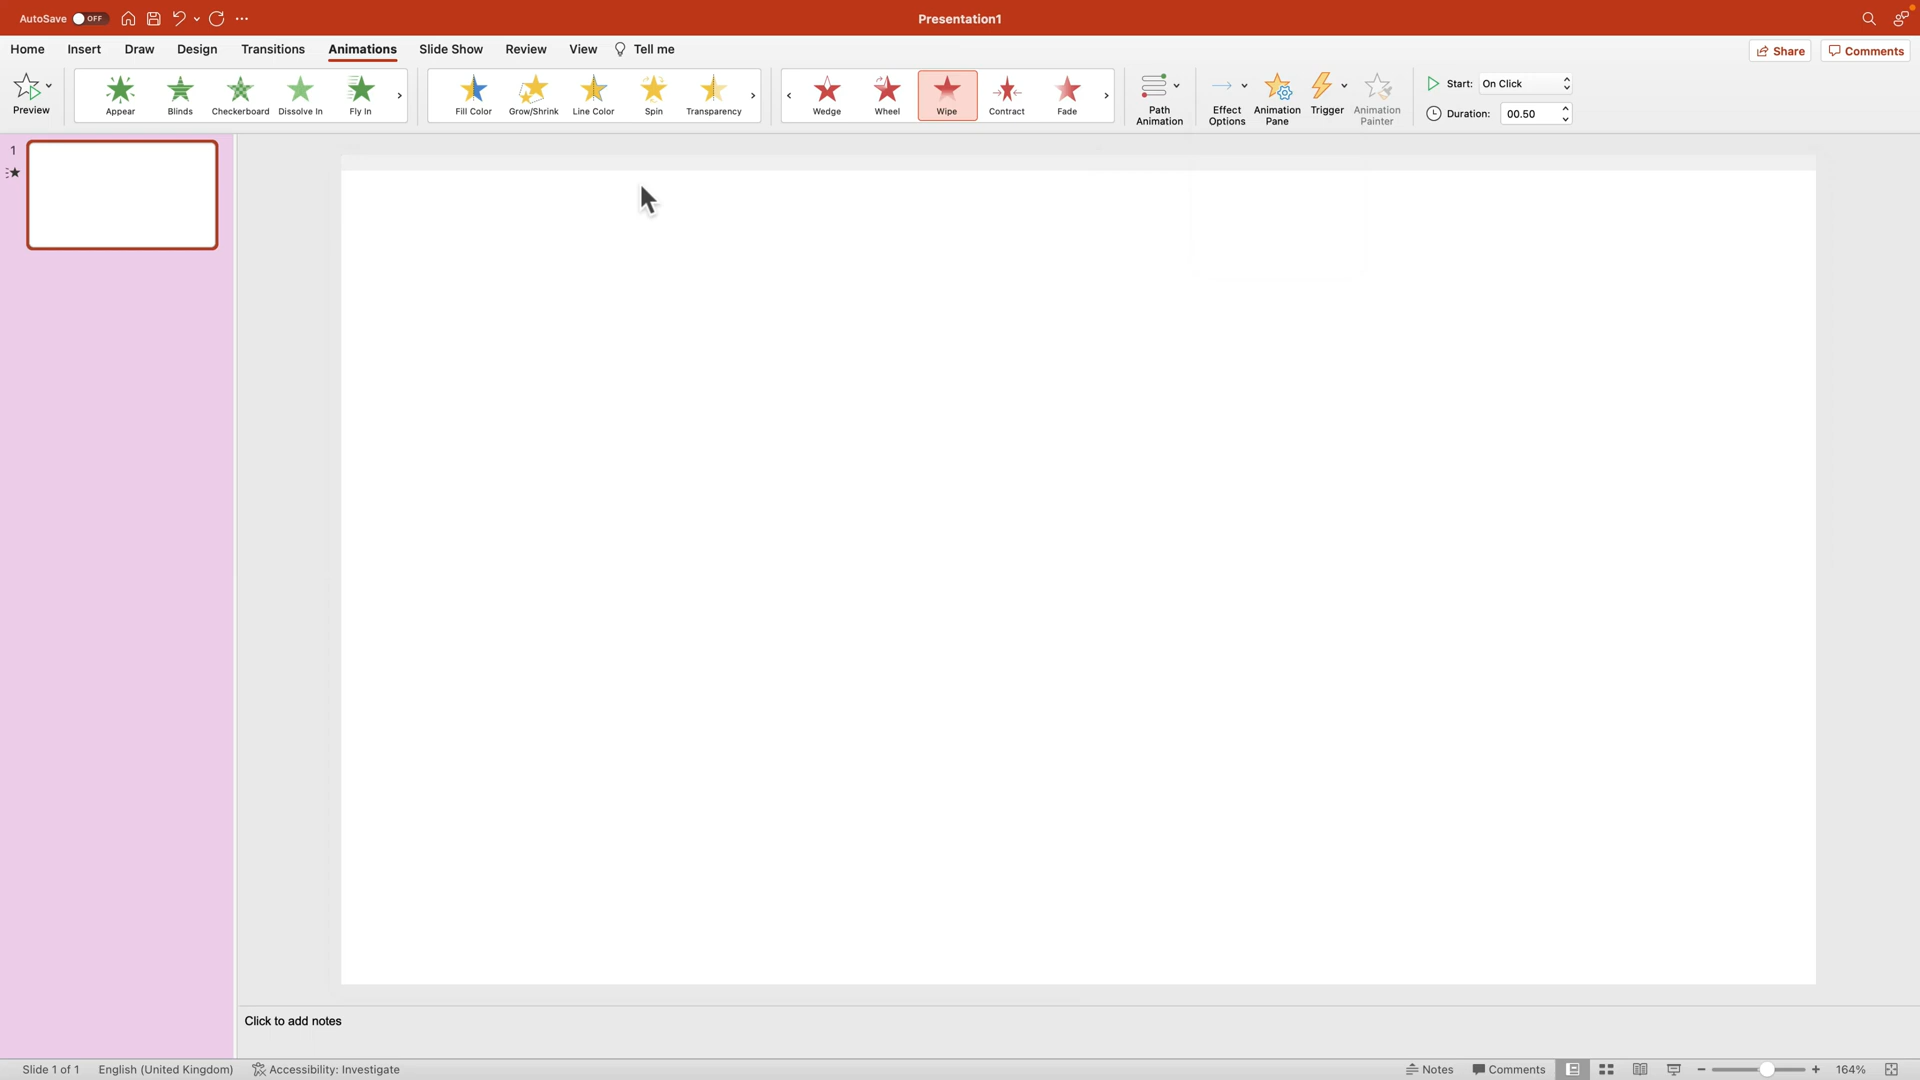 AutoSave OFF Presentation1
Home Insert Draw Design Transitions Animations Slide Show Review View Tell me Share Comments
Preview Appear Blinds Checkerboard Dissolve In Fly In Fill Color Grow/Shrink Line Color Spin Transparency Wedge Wheel Wipe Contract Fade Path Animation Effect Options Animation Pane Trigger Animation Painter
Start: On Click
Duration: 00.50
1
Click to add notes
Slide 1 of 1 English (United Kingdom) Accessibility: Investigate Notes Comments 164%